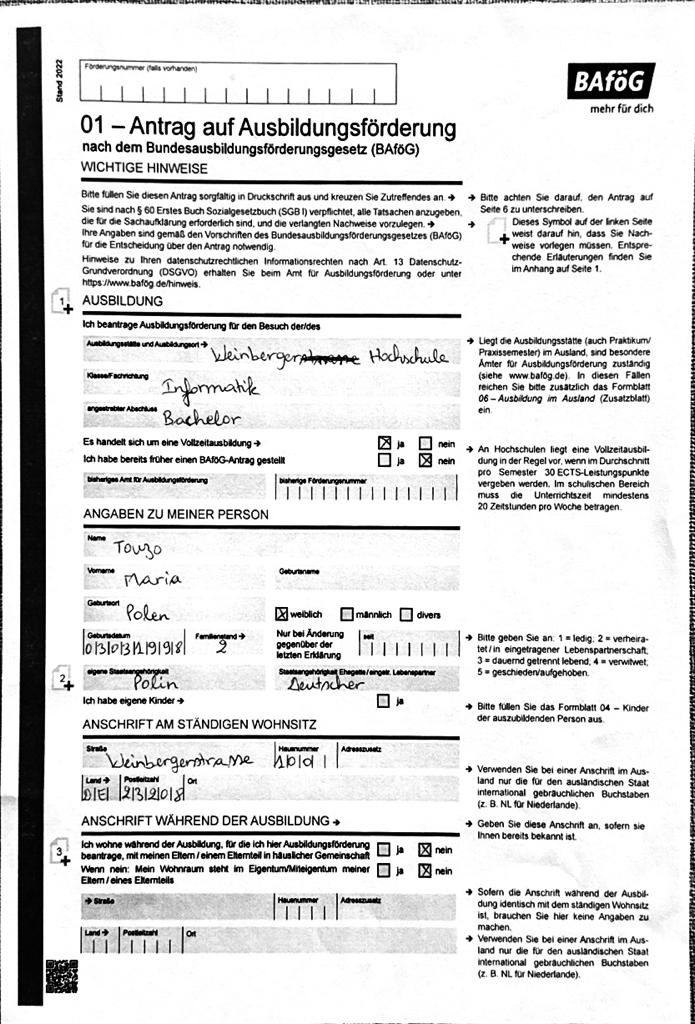 Stand 2022
Förderungsnummer (falls vorhanden)
BAföG
mehr für dich
01 – Antrag auf Ausbildungsförderung
nach dem Bundesausbildungsförderungsgesetz (BAföG)
WICHTIGE HINWEISE
Bitte füllen Sie diesen Antrag sorgfältig in Druckschrift aus und kreuzen Sie Zutreffendes an. →
Sie sind nach § 60 Erstes Buch Sozialgesetzbuch (SGB I) verpflichtet, alle Tatsachen anzugeben,
die für die Sachaufklärung erforderlich sind, und die verlangten Nachweise vorzulegen. →
Ihre Angaben sind gemäß den Vorschriften des Bundesausbildungsförderungsgesetzes (BAföG)
für die Entscheidung über den Antrag notwendig.
Hinweise zu Ihren datenschutzrechtlichen Informationsrechten nach Art. 13 Datenschutz-
Grundverordnung (DSGVO) erhalten Sie beim Amt für Ausbildungsförderung oder unter
https://www.bafög.de/hinweis.
→ Bitte achten Sie darauf, den Antrag auf
Seite 6 zu unterschreiben.
→ Dieses Symbol auf der linken Seite
weist darauf hin, dass Sie Nach-
weise vorlegen müssen. Entspre-
chende Erläuterungen finden Sie
im Anhang auf Seite 1.
1 AUSBILDUNG
Ich beantrage Ausbildungsförderung für den Besuch der/des
Ausbildungsstätte und Ausbildungsort →
Weinbergerstrasse Hochschule
Klasse/Fachrichtung
Informatik
angestrebter Abschluss
Bachelor
→ Liegt die Ausbildungsstätte (auch Praktikum/
Praxissemester) im Ausland, sind besondere
Ämter für Ausbildungsförderung zuständig
(siehe www.bafög.de). In diesen Fällen
reichen Sie bitte zusätzlich das Formblatt
06 – Ausbildung im Ausland (Zusatzblatt)
ein.
Es handelt sich um eine Vollzeitausbildung → X ja nein
Ich habe bereits früher einen BAföG-Antrag gestellt ja X nein
bisheriges Amt für Ausbildungsförderung bisherige Förderungsnummer
→ An Hochschulen liegt eine Vollzeitausbil-
dung in der Regel vor, wenn im Durchschnitt
pro Semester 30 ECTS-Leistungspunkte
vergeben werden. Im schulischen Bereich
muss die Unterrichtszeit mindestens
20 Zeitstunden pro Woche betragen.
ANGABEN ZU MEINER PERSON
Name
Touzo
Vorname Geburtsname
Maria
Geburtsort
Polen X weiblich männlich divers
Geburtsdatum Familienstand → Nur bei Änderung gegenüber der letzten Erklärung seit
03031998 2
→ Bitte geben Sie an: 1 = ledig; 2 = verheira-
tet/in eingetragener Lebenspartnerschaft;
3 = dauernd getrennt lebend; 4 = verwitwet;
5 = geschieden/aufgehoben.
2 eigene Staatsangehörigkeit Staatsangehörigkeit Ehegatte/eingetr. Lebenspartner
Polin Deutscher
Ich habe eigene Kinder → ja
→ Bitte füllen Sie das Formblatt 04 – Kinder
der auszubildenden Person aus.
ANSCHRIFT AM STÄNDIGEN WOHNSITZ
Straße Hausnummer Adresszusatz
Weinbergerstrasse 100
Land → Postleitzahl Ort
DE 23208
→ Verwenden Sie bei einer Anschrift im Aus-
land nur die für den ausländischen Staat
international gebräuchlichen Buchstaben
(z. B. NL für Niederlande).
ANSCHRIFT WÄHREND DER AUSBILDUNG →
→ Geben Sie diese Anschrift an, sofern sie
Ihnen bereits bekannt ist.
3 Ich wohne während der Ausbildung, für die ich hier Ausbildungsförderung
beantrage, mit meinen Eltern / einem Elternteil in häuslicher Gemeinschaft ja X nein
Wenn nein: Mein Wohnraum steht im Eigentum/Miteigentum meiner
Eltern / eines Elternteils ja X nein
→ Straße Hausnummer Adresszusatz
Land → Postleitzahl Ort
→ Sofern die Anschrift während der Ausbil-
dung identisch mit dem ständigen Wohnsitz
ist, brauchen Sie hier keine Angaben zu
machen.
→ Verwenden Sie bei einer Anschrift im Aus-
land nur die für den ausländischen Staat
international gebräuchlichen Buchstaben
(z. B. NL für Niederlande).